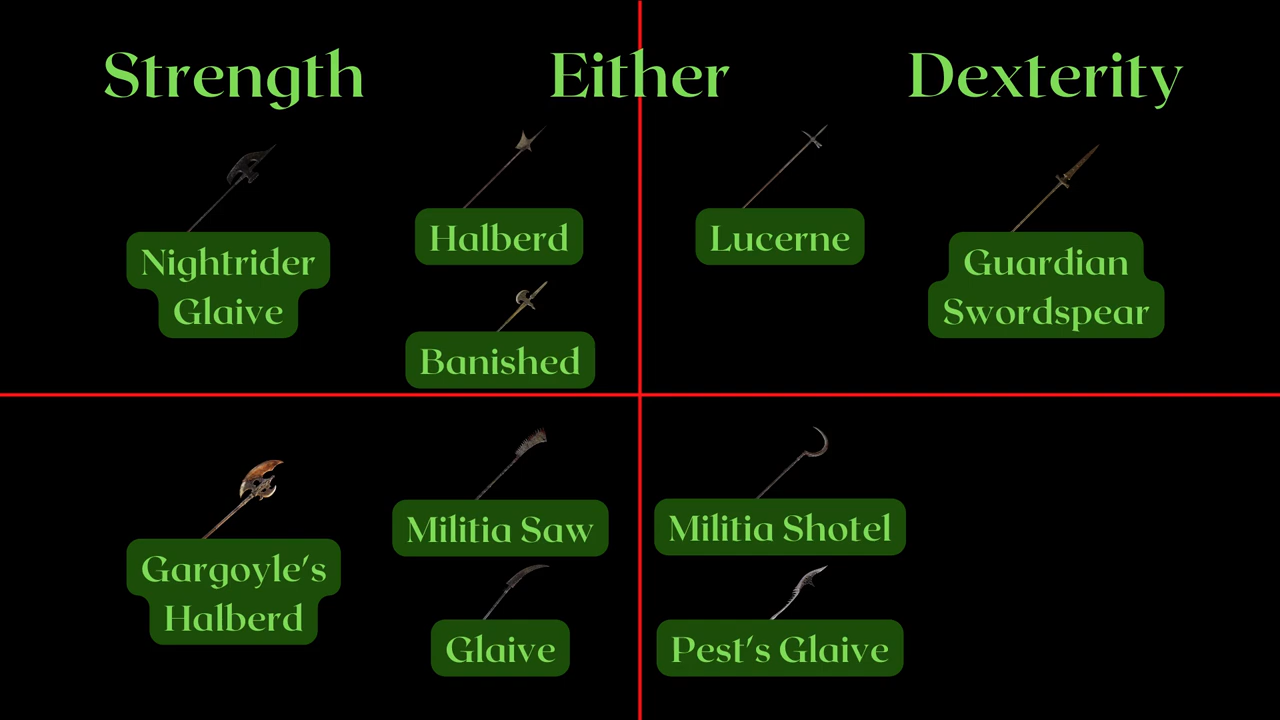 Strength
Either
Dexterity
Nightrider
Glaive
Halberd
Banished
Lucerne
Guardian
Swordspear
Gargoyle's
Halberd
Militia Saw
Glaive
Militia Shotel
Pest's Glaive